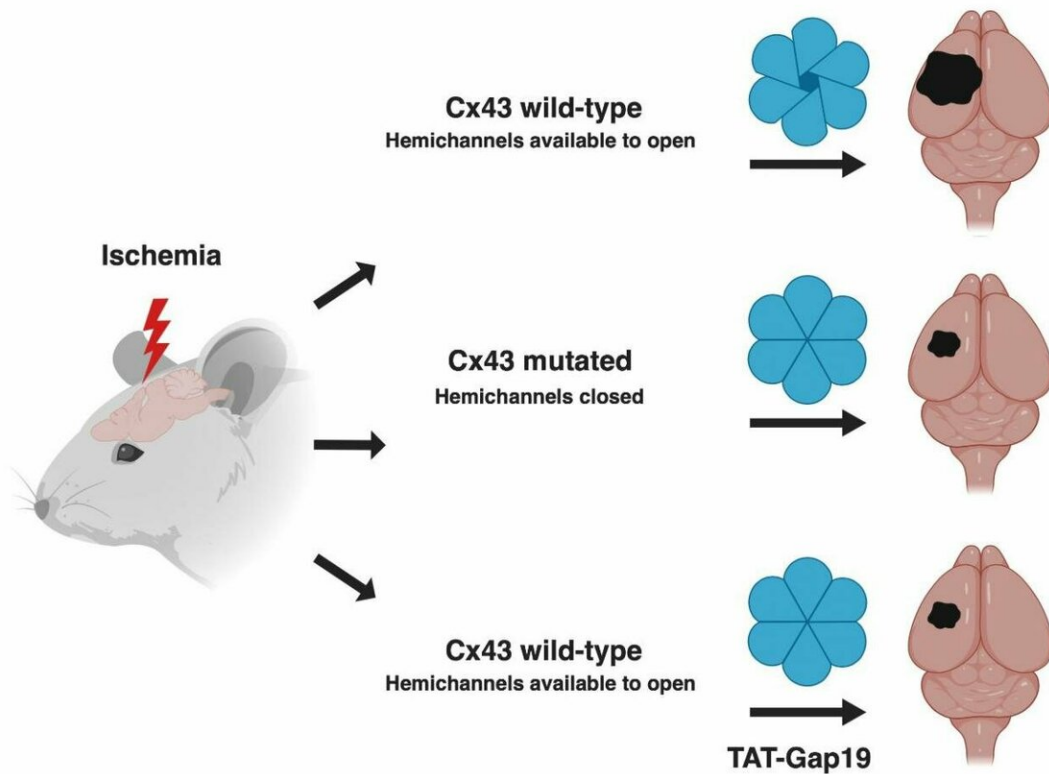 Cx43 wild-type
Hemichannels available to open
Ischemia
Cx43 mutated
Hemichannels closed
Cx43 wild-type
Hemichannels available to open
TAT-Gap19